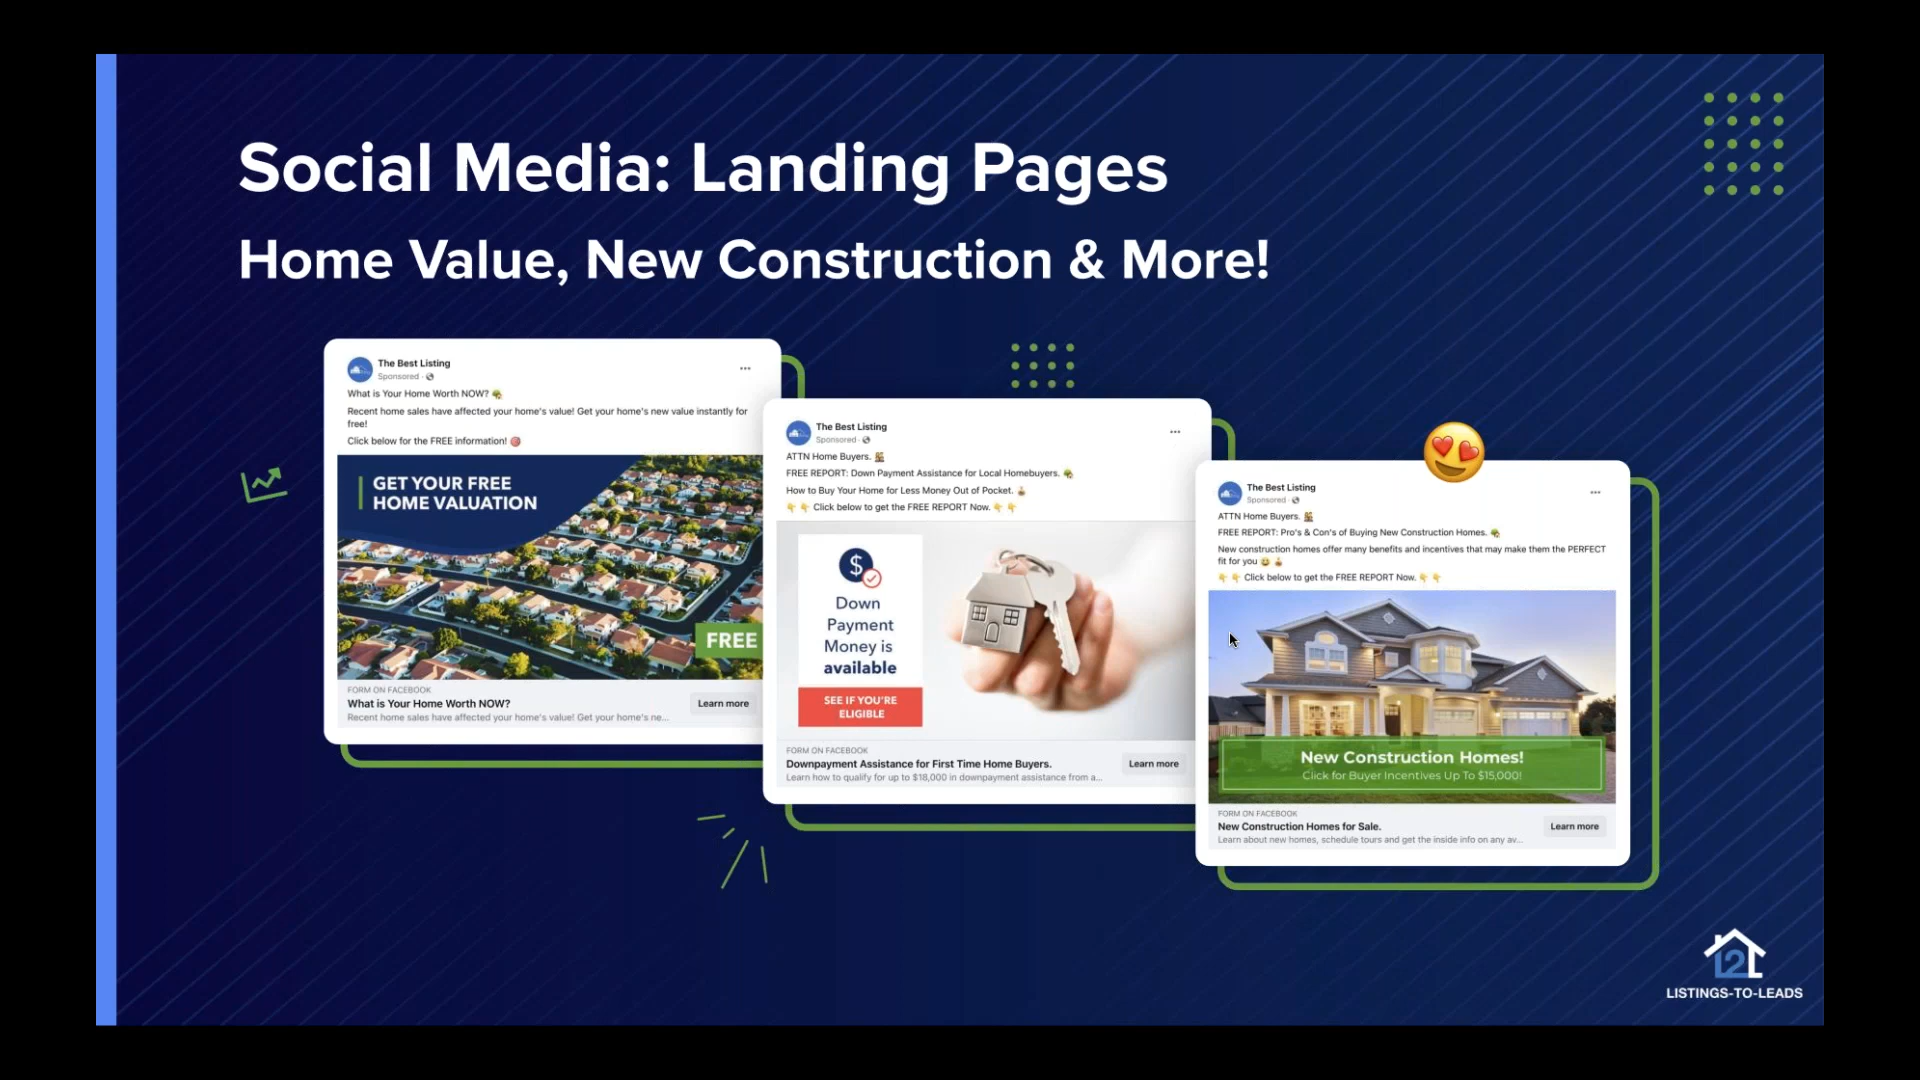 Social Media: Landing Pages
Home Value, New Construction & More!
The Best Listing
Sponsored ·
What is Your Home Worth NOW?
Recent home sales have affected your home's value! Get your home's new value instantly for
free!
Click below for the FREE information!
GET YOUR FREE
HOME VALUATION
FREE
FORM ON FACEBOOK
What is Your Home Worth NOW?
Recent home sales have affected your home's value! Get your home's ne...
Learn more
The Best Listing
Sponsored ·
ATTN Home Buyers.
FREE REPORT: Down Payment Assistance for Local Homebuyers.
How to Buy Your Home for Less Money Out of Pocket.
Click below to get the FREE REPORT Now.
$
Down
Payment
Money is
available
SEE IF YOU'RE
ELIGIBLE
FORM ON FACEBOOK
Downpayment Assistance for First Time Home Buyers.
Learn how to qualify for up to $18,000 in downpayment assistance from a...
Learn more
The Best Listing
Sponsored ·
ATTN Home Buyers.
FREE REPORT: Pro's & Con's of Buying New Construction Homes.
New construction homes offer many benefits and incentives that may make them the PERFECT
fit for you
Click below to get the FREE REPORT Now.
New Construction Homes!
Click for Buyer Incentives Up To $15,000!
FORM ON FACEBOOK
New Construction Homes for Sale.
Learn about new homes, schedule tours and get the inside info on any av...
Learn more
L2L
LISTINGS-TO-LEADS